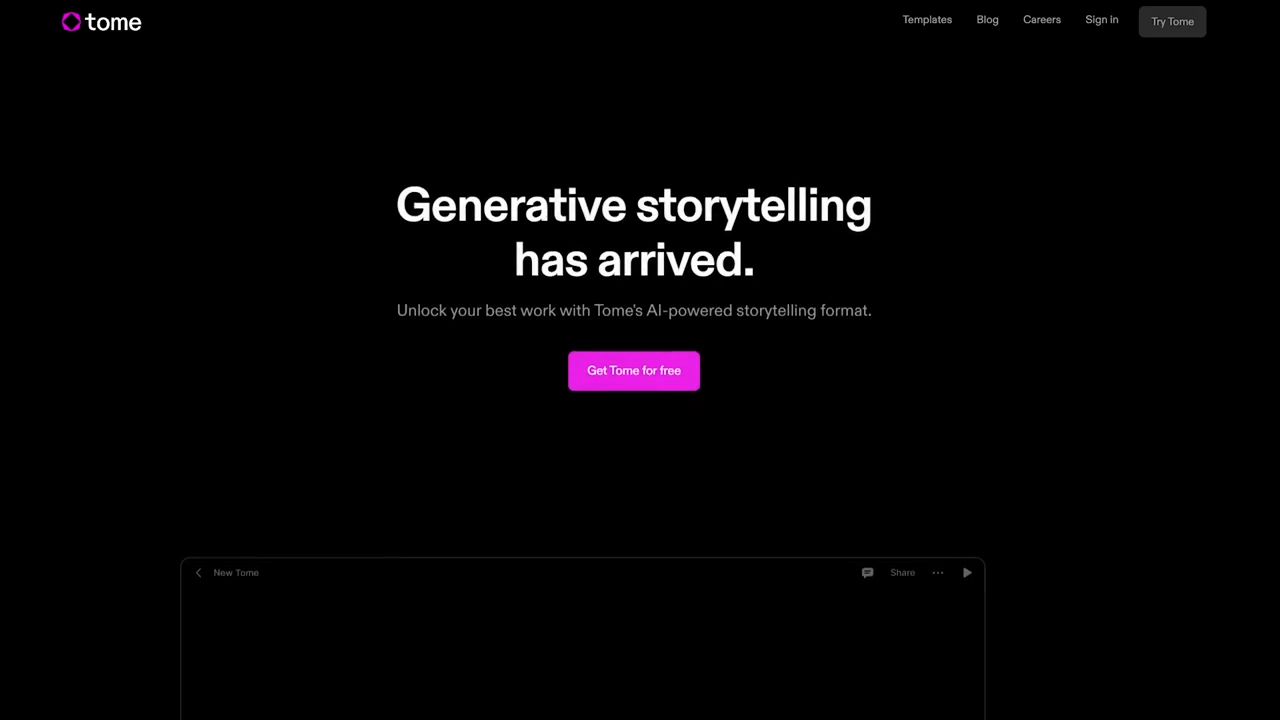 tome
Templates
Blog
Careers
Sign in
Try Tome
Generative storytelling
has arrived.
Unlock your best work with Tome's AI-powered storytelling format.
Get Tome for free
New Tome
Share